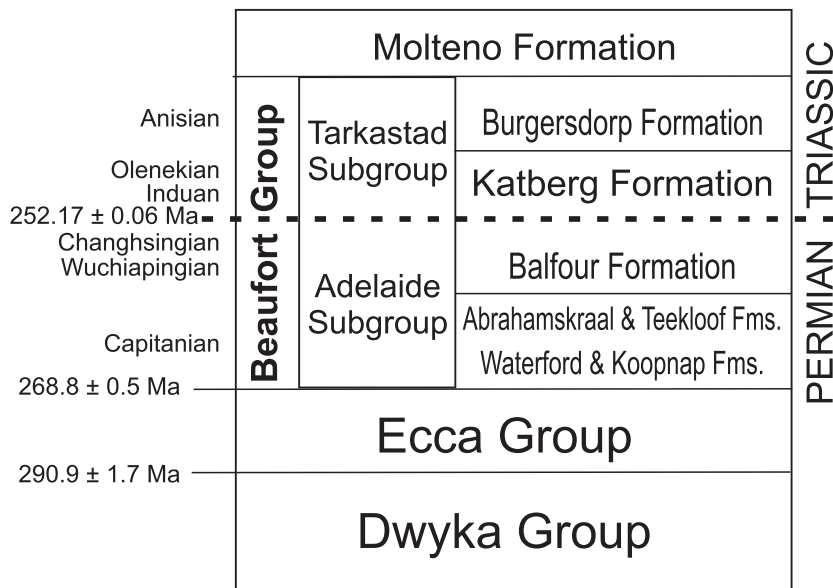 Molteno Formation
TRIASSIC
Anisian
Beaufort Group
Tarkastad
Subgroup
Burgersdorp Formation
Olenekian
Induan
Katberg Formation
252.17 ± 0.06 Ma
Changhsingian
Wuchiapingian
Adelaide
Subgroup
Balfour Formation
PERMIAN
Capitanian
Abrahamskraal & Teekloof Fms.
Waterford & Koopnap Fms.
268.8 ± 0.5 Ma
Ecca Group
290.9 ± 1.7 Ma
Dwyka Group